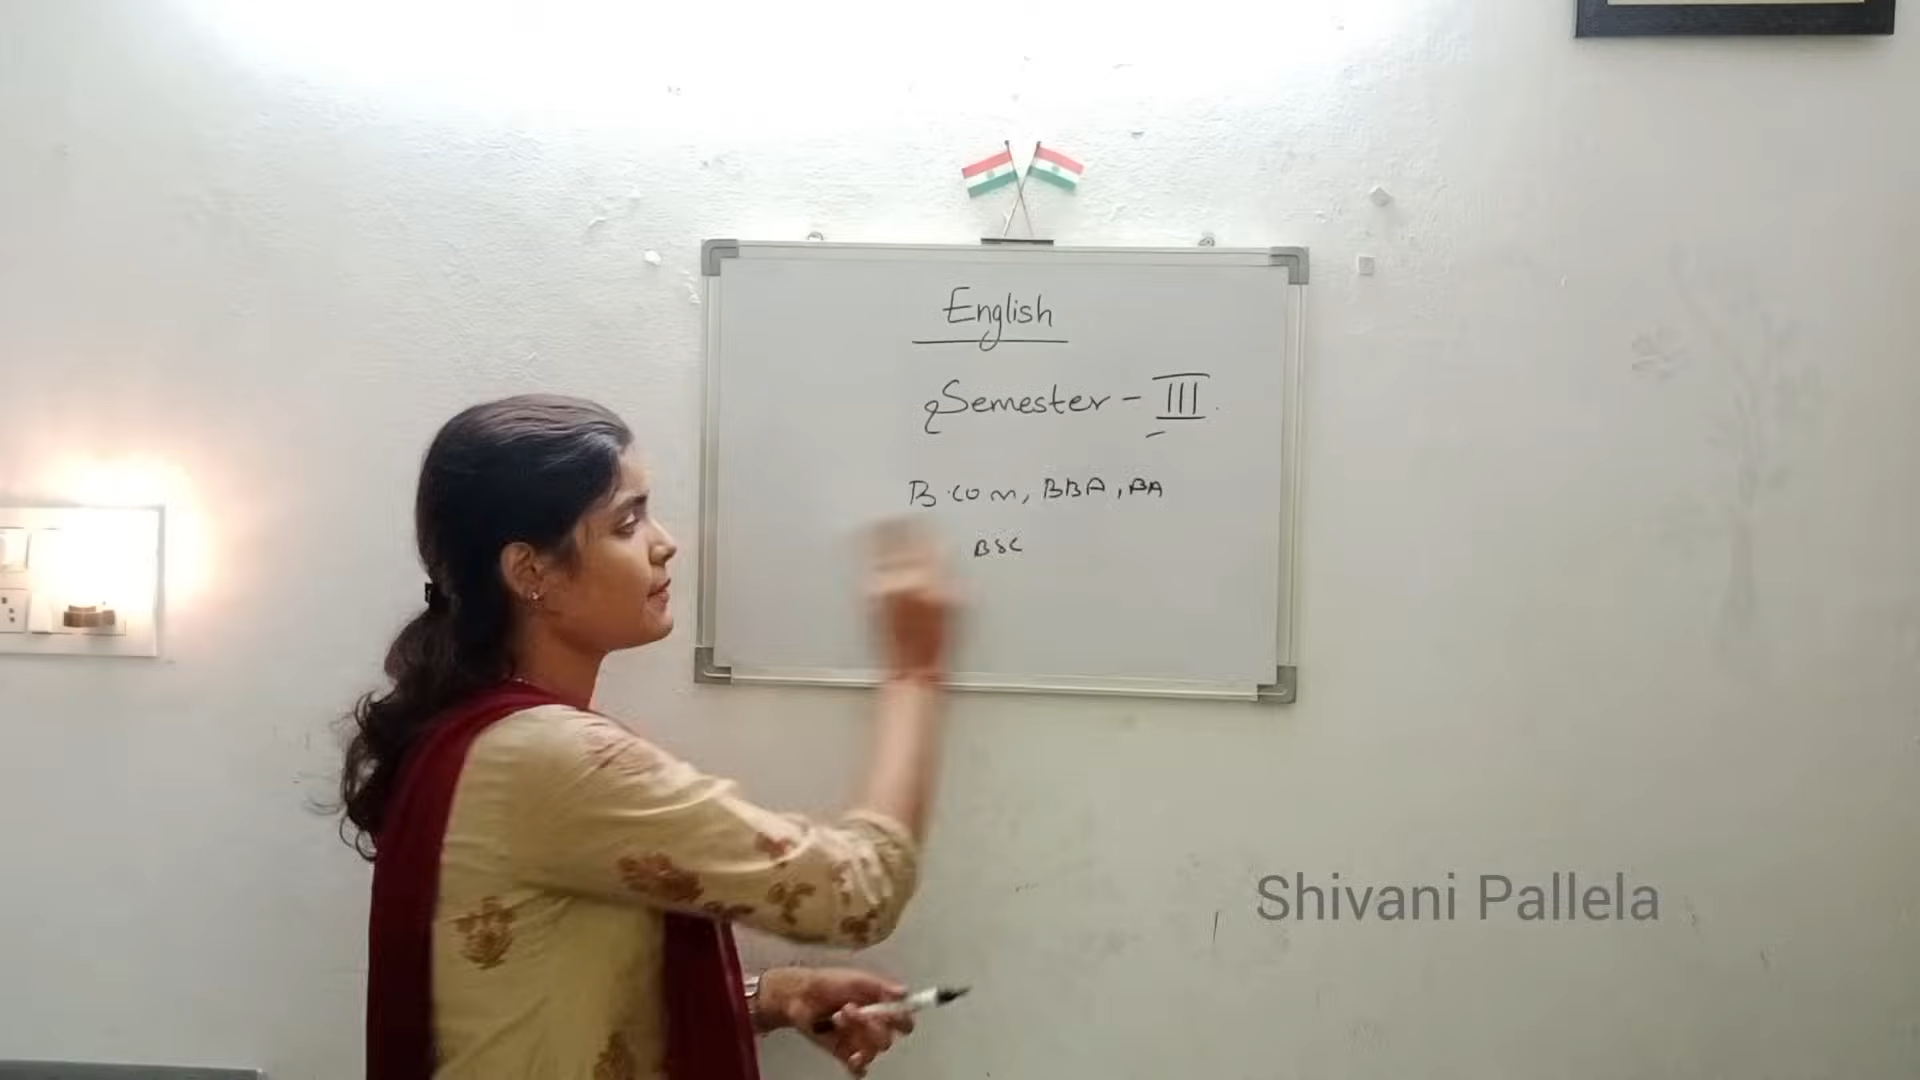 English
Semester - III
B.com, BBA, BA
BSC
Shivani Pallela